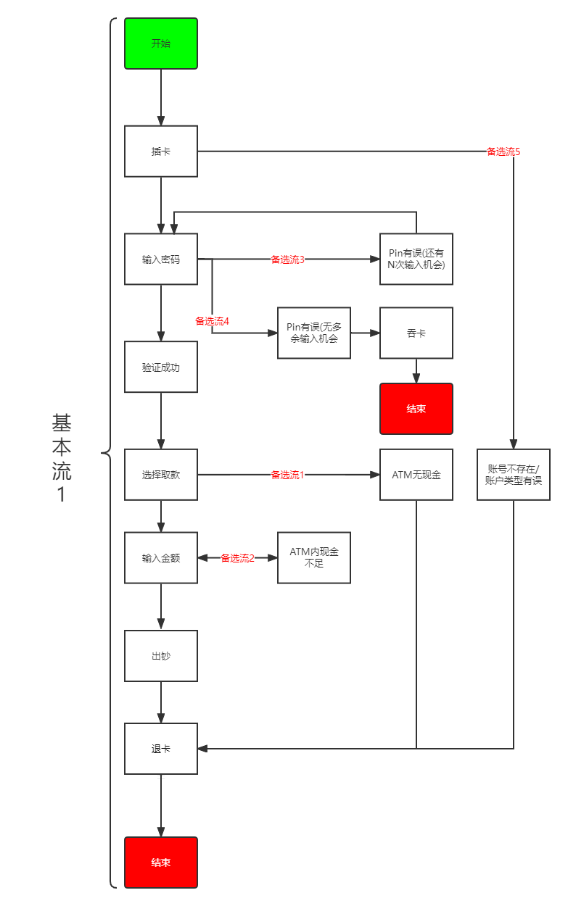 开始
插卡
备选流5
输入密码
备选流3
Pin有误(还有
N次输入机会)
备选流4
Pin有误(无多
余输入机会
吞卡
验证成功
结束
基
本
流
1
选择取款
备选流1
ATM无现金
账号不存在/
账户类型有误
输入金额
备选流2
ATM内现金
不足
出钞
退卡
结束